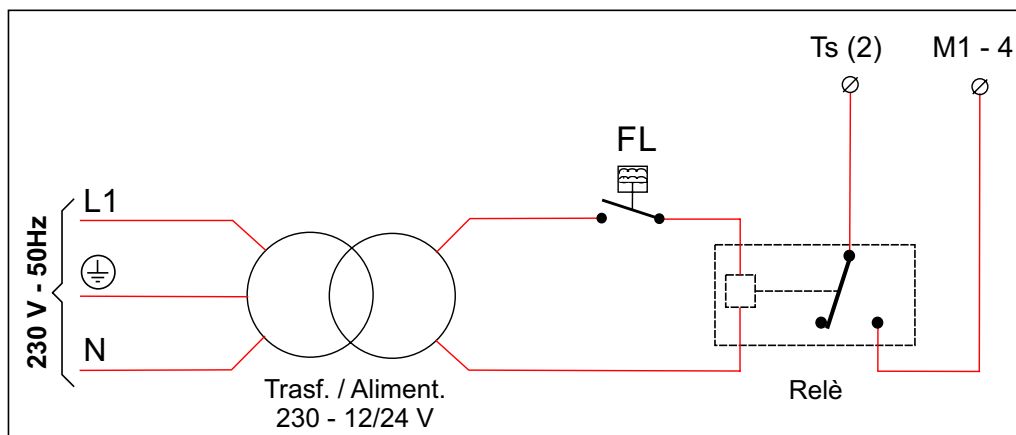 Ts (2)
M1 - 4
FL
L1
230 V - 50Hz
N
Trasf. / Aliment.
230 - 12/24 V
Relè